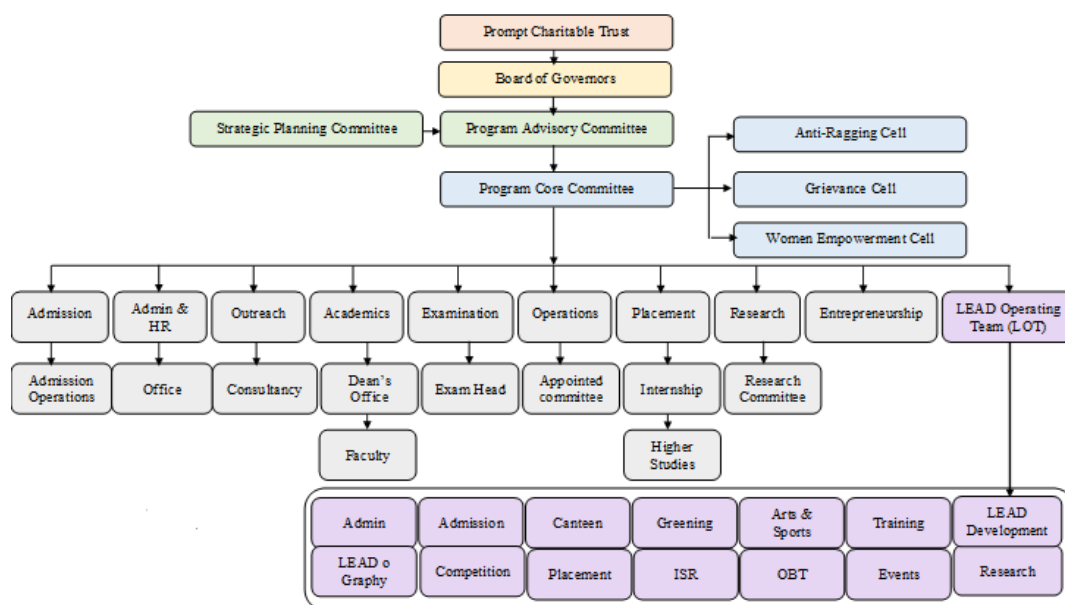 Prompt Charitable Trust
Board of Governors
Strategic Planning Committee
Program Advisory Committee
Anti-Ragging Cell
Program Core Committee
Grievance Cell
Women Empowerment Cell
Admission
Admin &
HR
Outreach
Academics
Examination
Operations
Placement
Research
Entrepreneurship
LEAD Operating
Team (LOT)
Admission
Operations
Office
Consultancy
Dean's
Office
Exam Head
Appointed
committee
Internship
Research
Committee
Faculty
Higher
Studies
Admin
Admission
Canteen
Greening
Arts &
Sports
Training
LEAD
Development
LEAD o
Graphy
Competition
Placement
ISR
OBT
Events
Research